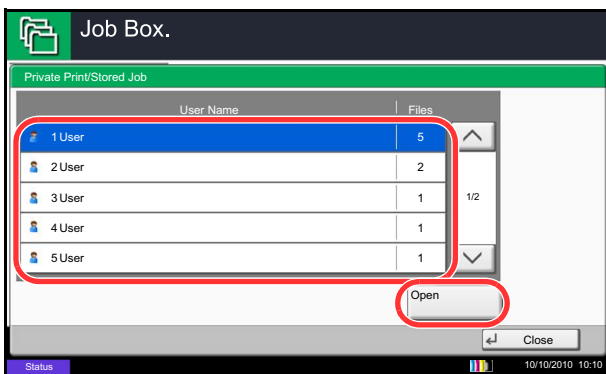 Job Box.
Private Print/Stored Job
User Name Files
1 User 5
2 User 2
3 User 1
1/2
4 User 1
5 User 1
Open
Close
Status 10/10/2010 10:10